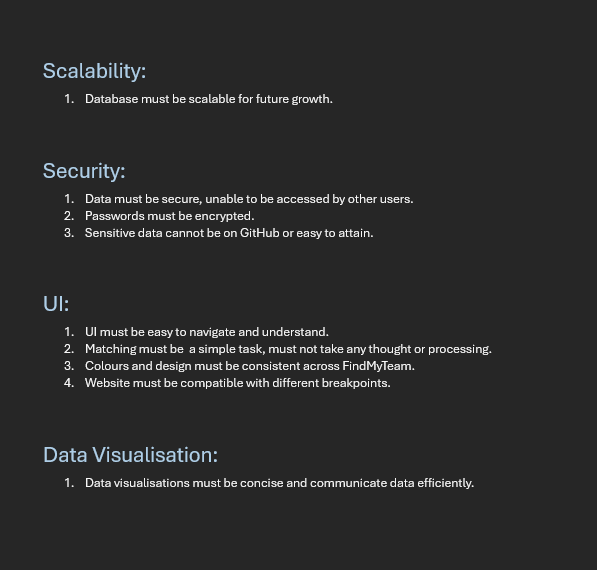 Scalability:
1. Database must be scalable for future growth.
Security:
1. Data must be secure, unable to be accessed by other users.
2. Passwords must be encrypted.
3. Sensitive data cannot be on GitHub or easy to attain.
UI:
1. UI must be easy to navigate and understand.
2. Matching must be  a simple task, must not take any thought or processing.
3. Colours and design must be consistent across FindMyTeam.
4. Website must be compatible with different breakpoints.
Data Visualisation:
1. Data visualisations must be concise and communicate data efficiently.